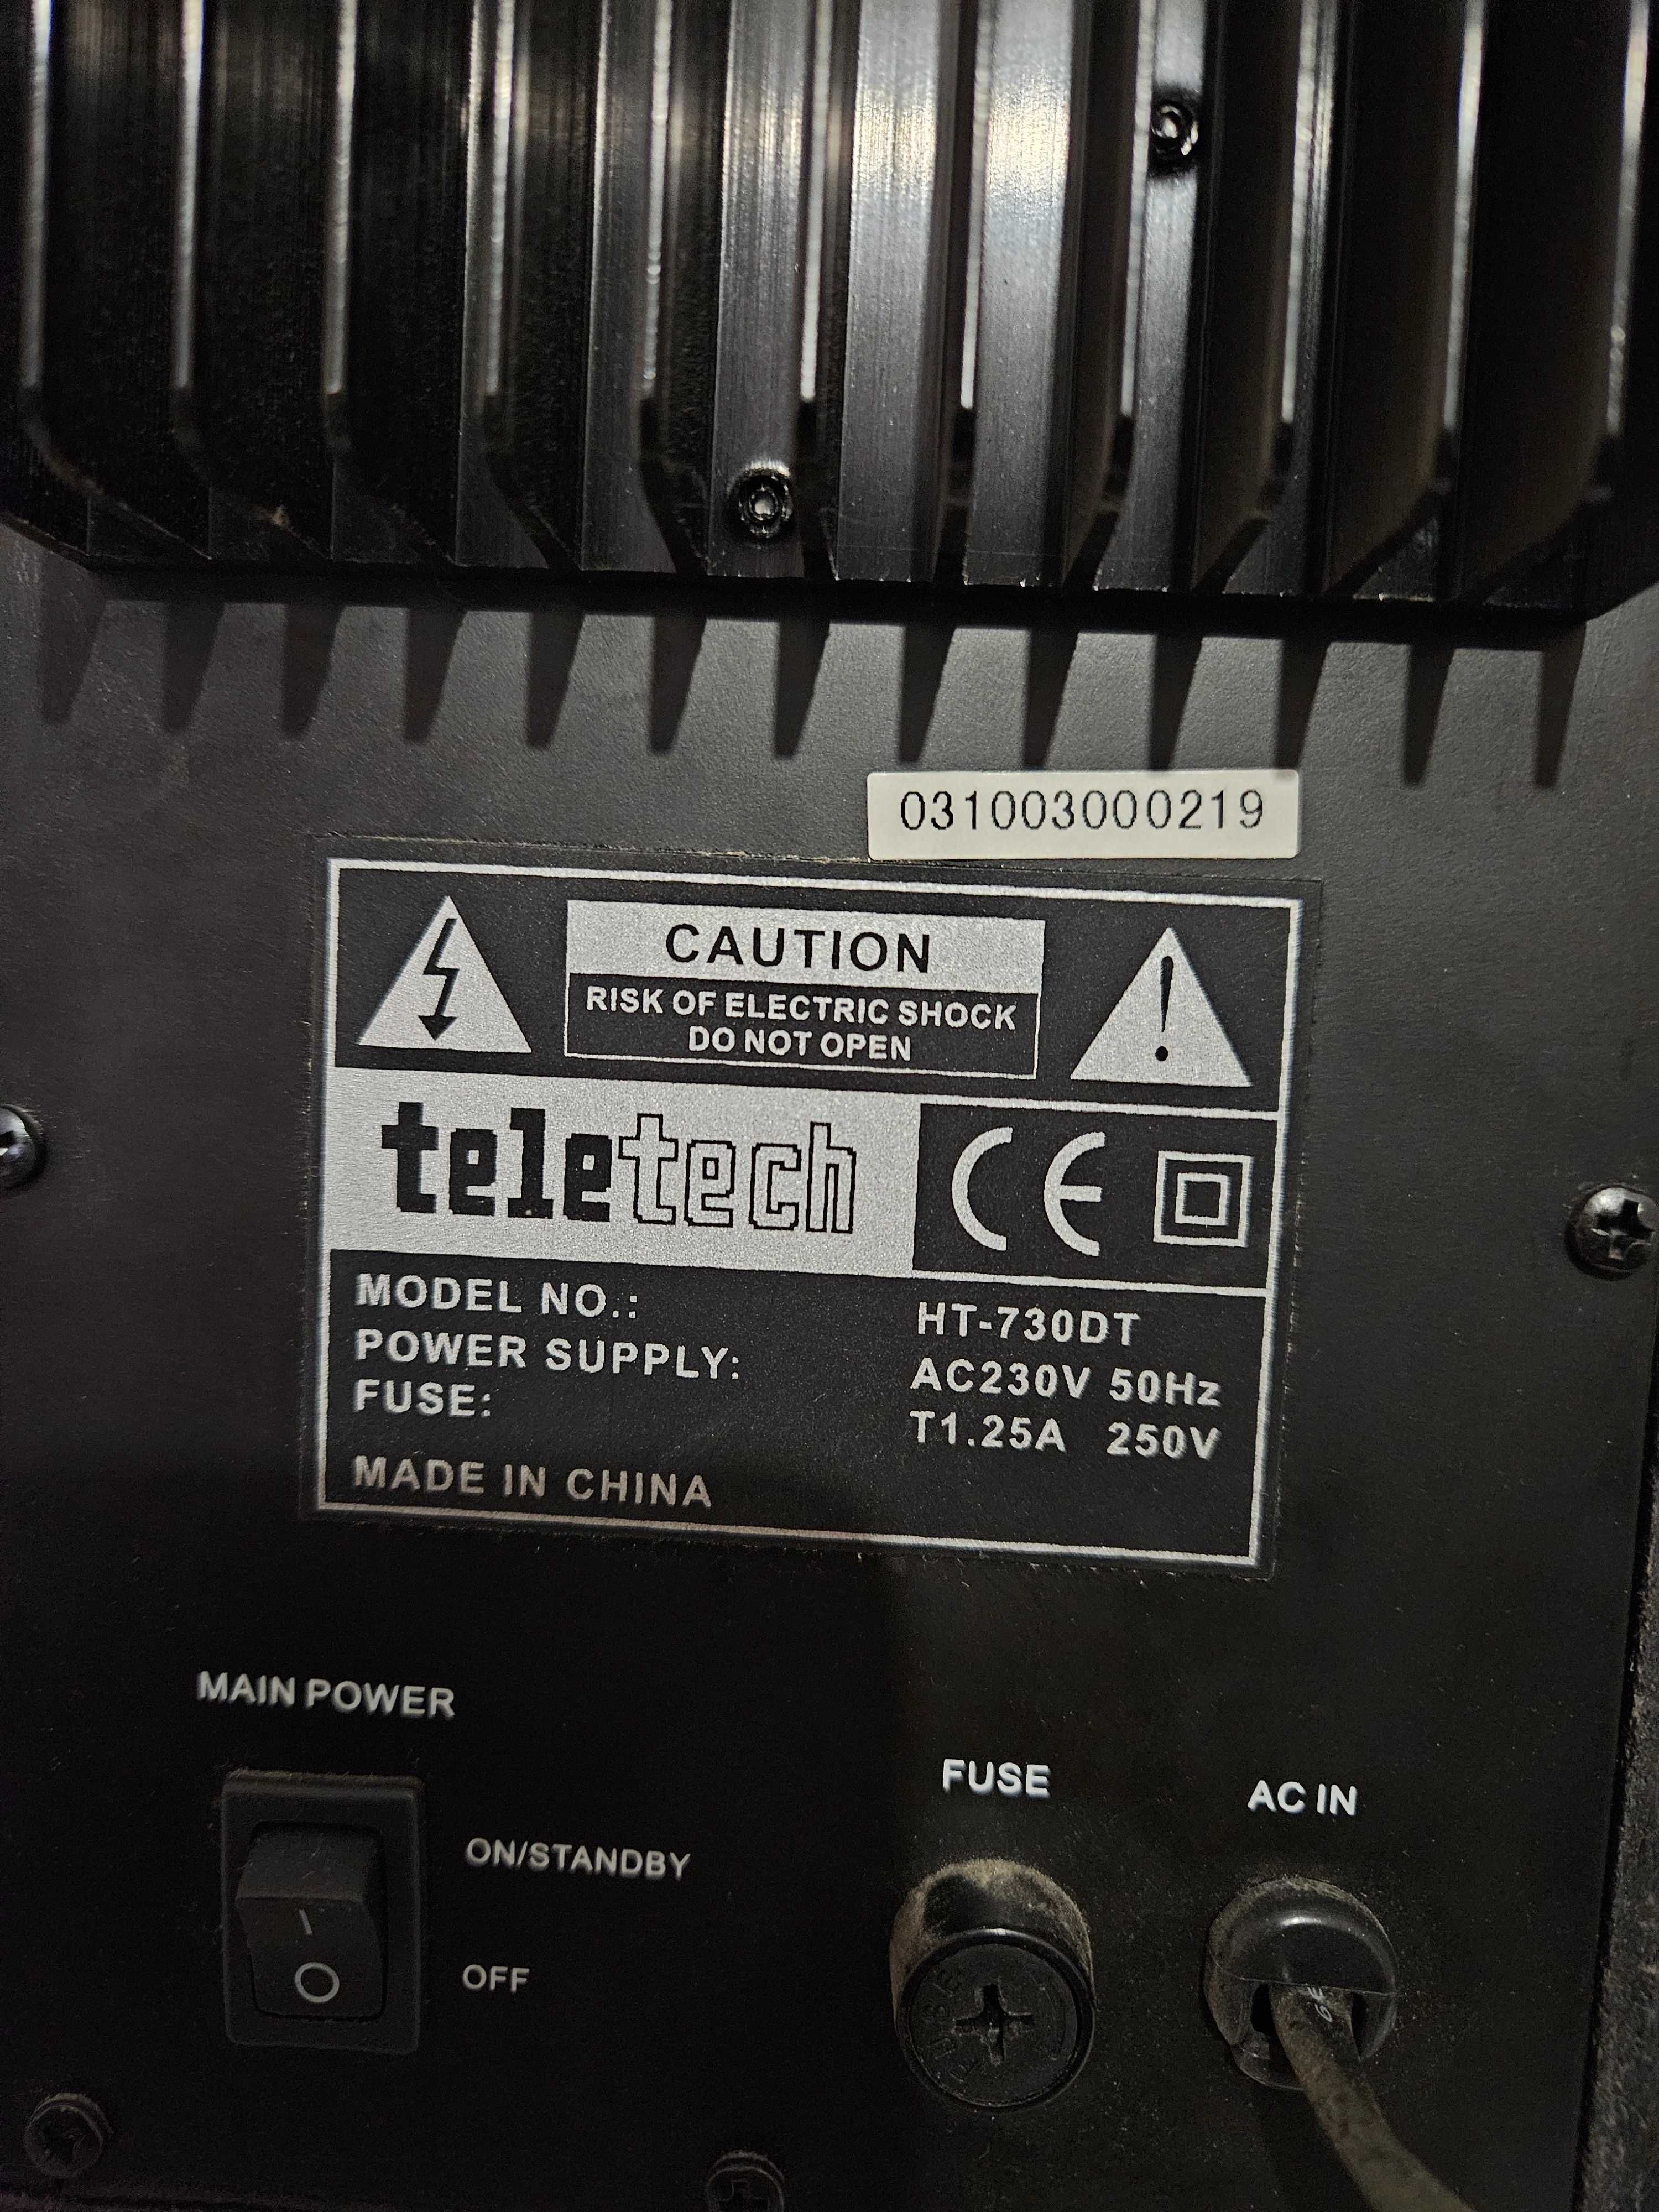 031003000219
CAUTION
RISK OF ELECTRIC SHOCK
DO NOT OPEN
teletech
CE
MODEL NO.: HT-730DT
POWER SUPPLY: AC230V 50Hz
FUSE: T1.25A 250V
MADE IN CHINA
MAIN POWER
ON/STANDBY
OFF
FUSE
AC IN
FUSE